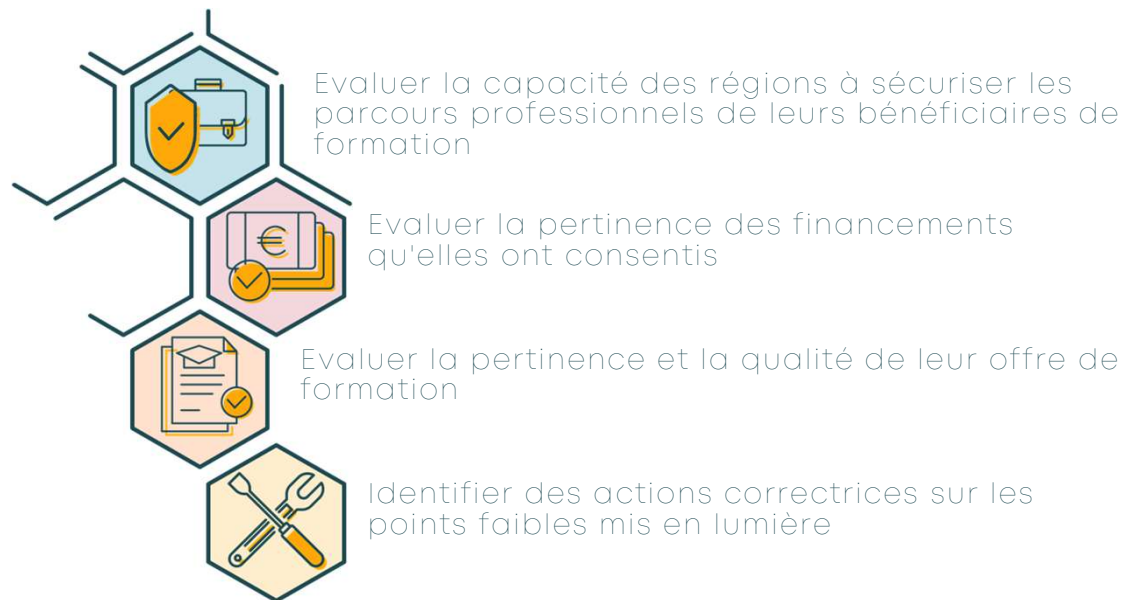 Evaluer la capacité des régions à sécuriser les
parcours professionnels de leurs bénéficiaires de
formation
€
Evaluer la pertinence des financements
qu'elles ont consentis
Evaluer la pertinence et la qualité de leur offre de
formation
Identifier des actions correctrices sur les
points faibles mis en lumière